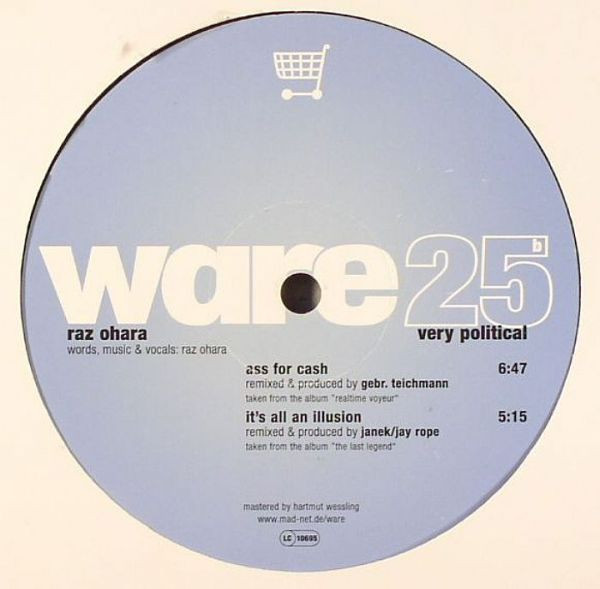 ware 25 b
raz ohara very political
words, music & vocals: raz ohara
ass for cash 6:47
remixed & produced by gebr. teichmann
taken from the album "realtime voyeur"
it's all an illusion 5:15
remixed & produced by janek/jay rope
taken from the album "the last legend"
mastered by hartmut wessling
www.mad-net.de/ware
LC 10695